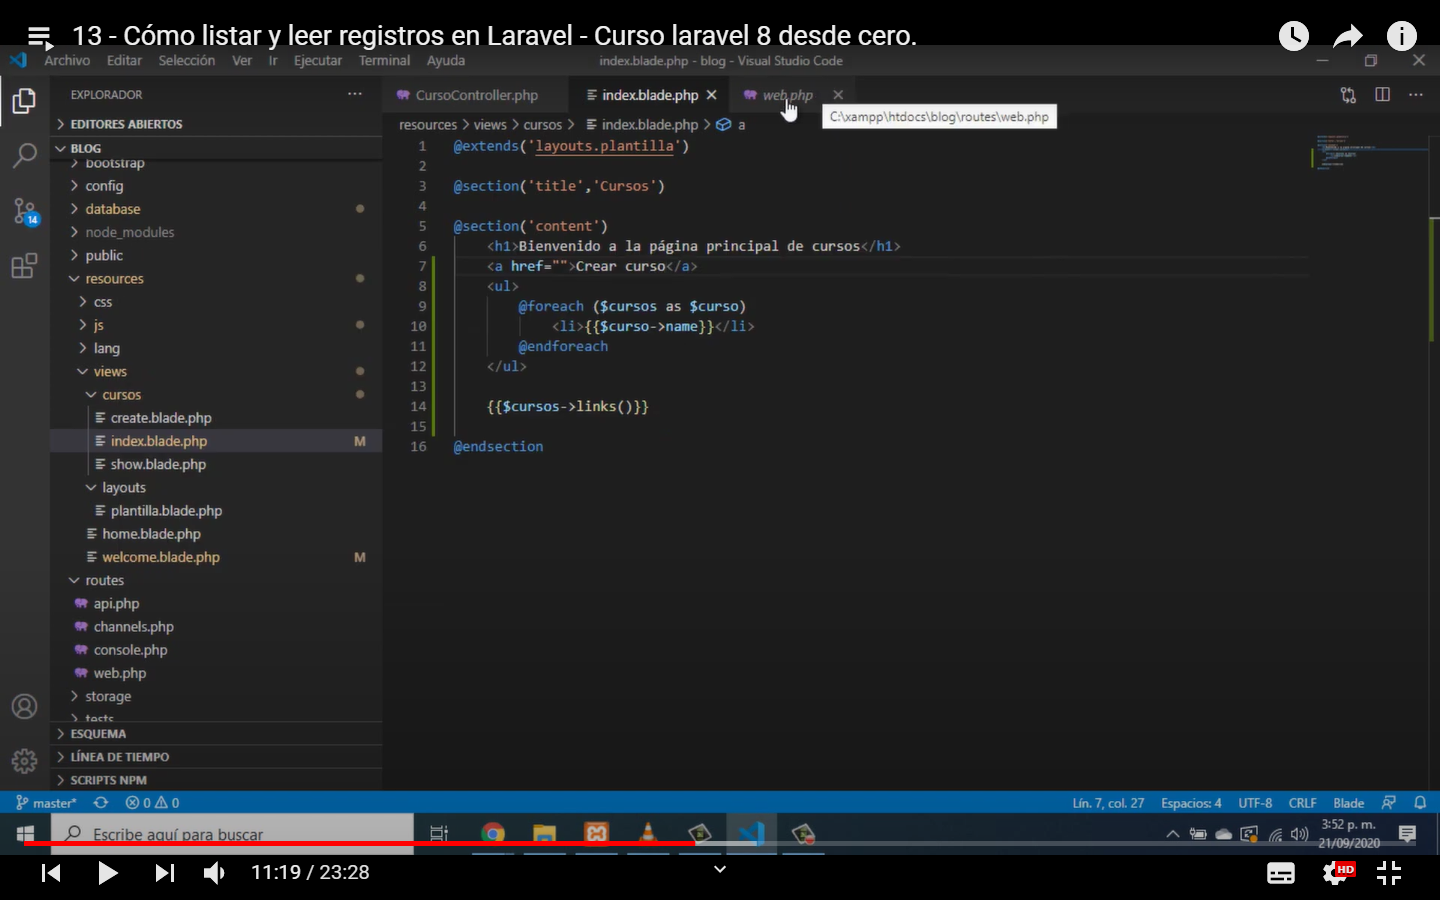 13 - Cómo listar y leer registros en Laravel - Curso laravel 8 desde cero.
Archivo Editar Selección Ver Ir Ejecutar Terminal Ayuda
index.blade.php - blog - Visual Studio Code
EXPLORADOR
CursoController.php
index.blade.php
web.php
C:\xampp\htdocs\blog\routes\web.php
EDITORES ABIERTOS
resources > views > cursos > index.blade.php > a
BLOG
bootstrap
config
database
node_modules
public
resources
css
js
lang
views
cursos
create.blade.php
index.blade.php M
show.blade.php
layouts
plantilla.blade.php
home.blade.php
welcome.blade.php M
routes
api.php
channels.php
console.php
web.php
storage
tests
ESQUEMA
LÍNEA DE TIEMPO
SCRIPTS NPM
14
1 @extends('layouts.plantilla')
2
3 @section('title','Cursos')
4
5 @section('content')
6 <h1>Bienvenido a la página principal de cursos</h1>
7 <a href="">Crear curso</a>
8 <ul>
9 @foreach ($cursos as $curso)
10 <li>{{$curso->name}}</li>
11 @endforeach
12 </ul>
13
14 {{$cursos->links()}}
15
16 @endsection
master* 0 0
Lín. 7, col. 27 Espacios: 4 UTF-8 CRLF Blade
Escribe aquí para buscar
3:52 p. m.
21/09/2020
11:19 / 23:28
HD